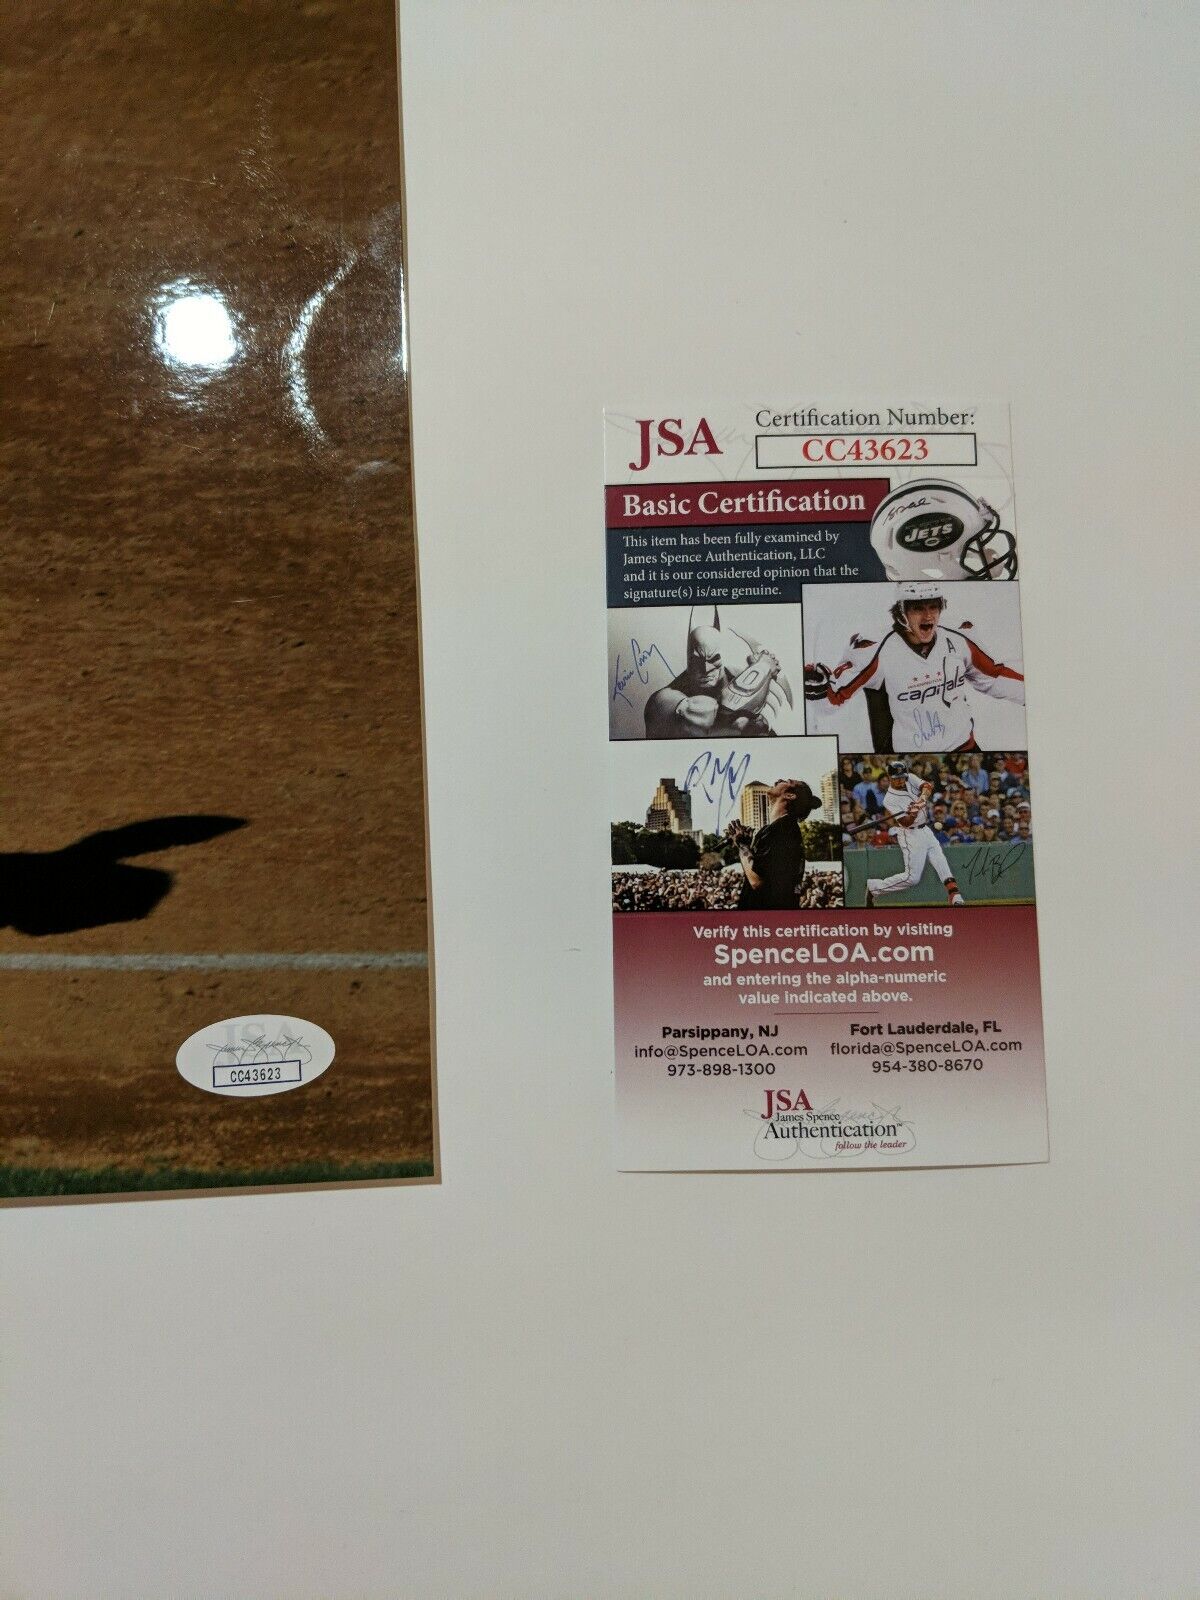 JSA
Certification Number:
CC43623
Basic Certification
This item has been fully examined by
James Spence Authentication, LLC
and it is our considered opinion that the
signature(s) is/are genuine.
JETS
WASHINGTON
capitals
A
Verify this certification by visiting
SpenceLOA.com
and entering the alpha-numeric
value indicated above.
Parsippany, NJ
info@SpenceLOA.com
973-898-1300
Fort Lauderdale, FL
florida@SpenceLOA.com
954-380-8670
JSA
James Spence
Authentication™
follow the leader
JSA
CC43623